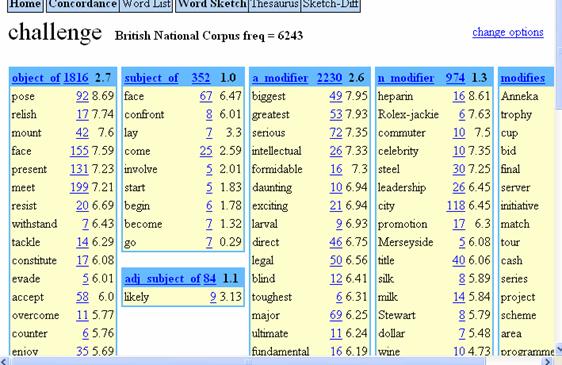 Home Concordance Word List Word Sketch Thesaurus Sketch-Diff
challenge British National Corpus freq = 6243 change options
object_of 1816 2.7 subject_of 352 1.0 a_modifier 2230 2.6 n_modifier 974 1.3 modifies
pose 92 8.69 face 67 6.47 biggest 49 7.95 heparin 16 8.61 Anneka
relish 17 7.74 confront 8 6.01 greatest 53 7.93 Rolex-jackie 6 7.63 trophy
mount 42 7.6 lay 7 3.3 serious 72 7.35 commuter 10 7.5 cup
face 155 7.59 come 25 2.59 intellectual 26 7.33 celebrity 10 7.35 bid
present 131 7.23 involve 5 2.01 formidable 16 7.3 steel 30 7.25 final
meet 199 7.21 start 5 1.83 daunting 10 6.94 leadership 26 6.45 server
resist 20 6.69 begin 6 1.78 exciting 21 6.94 city 118 6.45 initiative
withstand 7 6.43 become 7 1.32 larval 9 6.93 promotion 17 6.3 match
tackle 14 6.29 go 7 0.29 direct 46 6.75 Merseyside 5 6.08 tour
constitute 17 6.08 legal 50 6.56 title 40 6.06 cash
evade 5 6.01 adj_subject_of 84 1.1 blind 12 6.41 silk 8 5.89 series
accept 58 6.0 likely 9 3.13 toughest 6 6.31 milk 14 5.84 project
overcome 11 5.77 major 69 6.25 Stewart 8 5.79 scheme
counter 6 5.76 ultimate 11 6.24 dollar 7 5.48 area
enjoy 35 5.69 fundamental 16 6.19 wine 10 4.73 programme